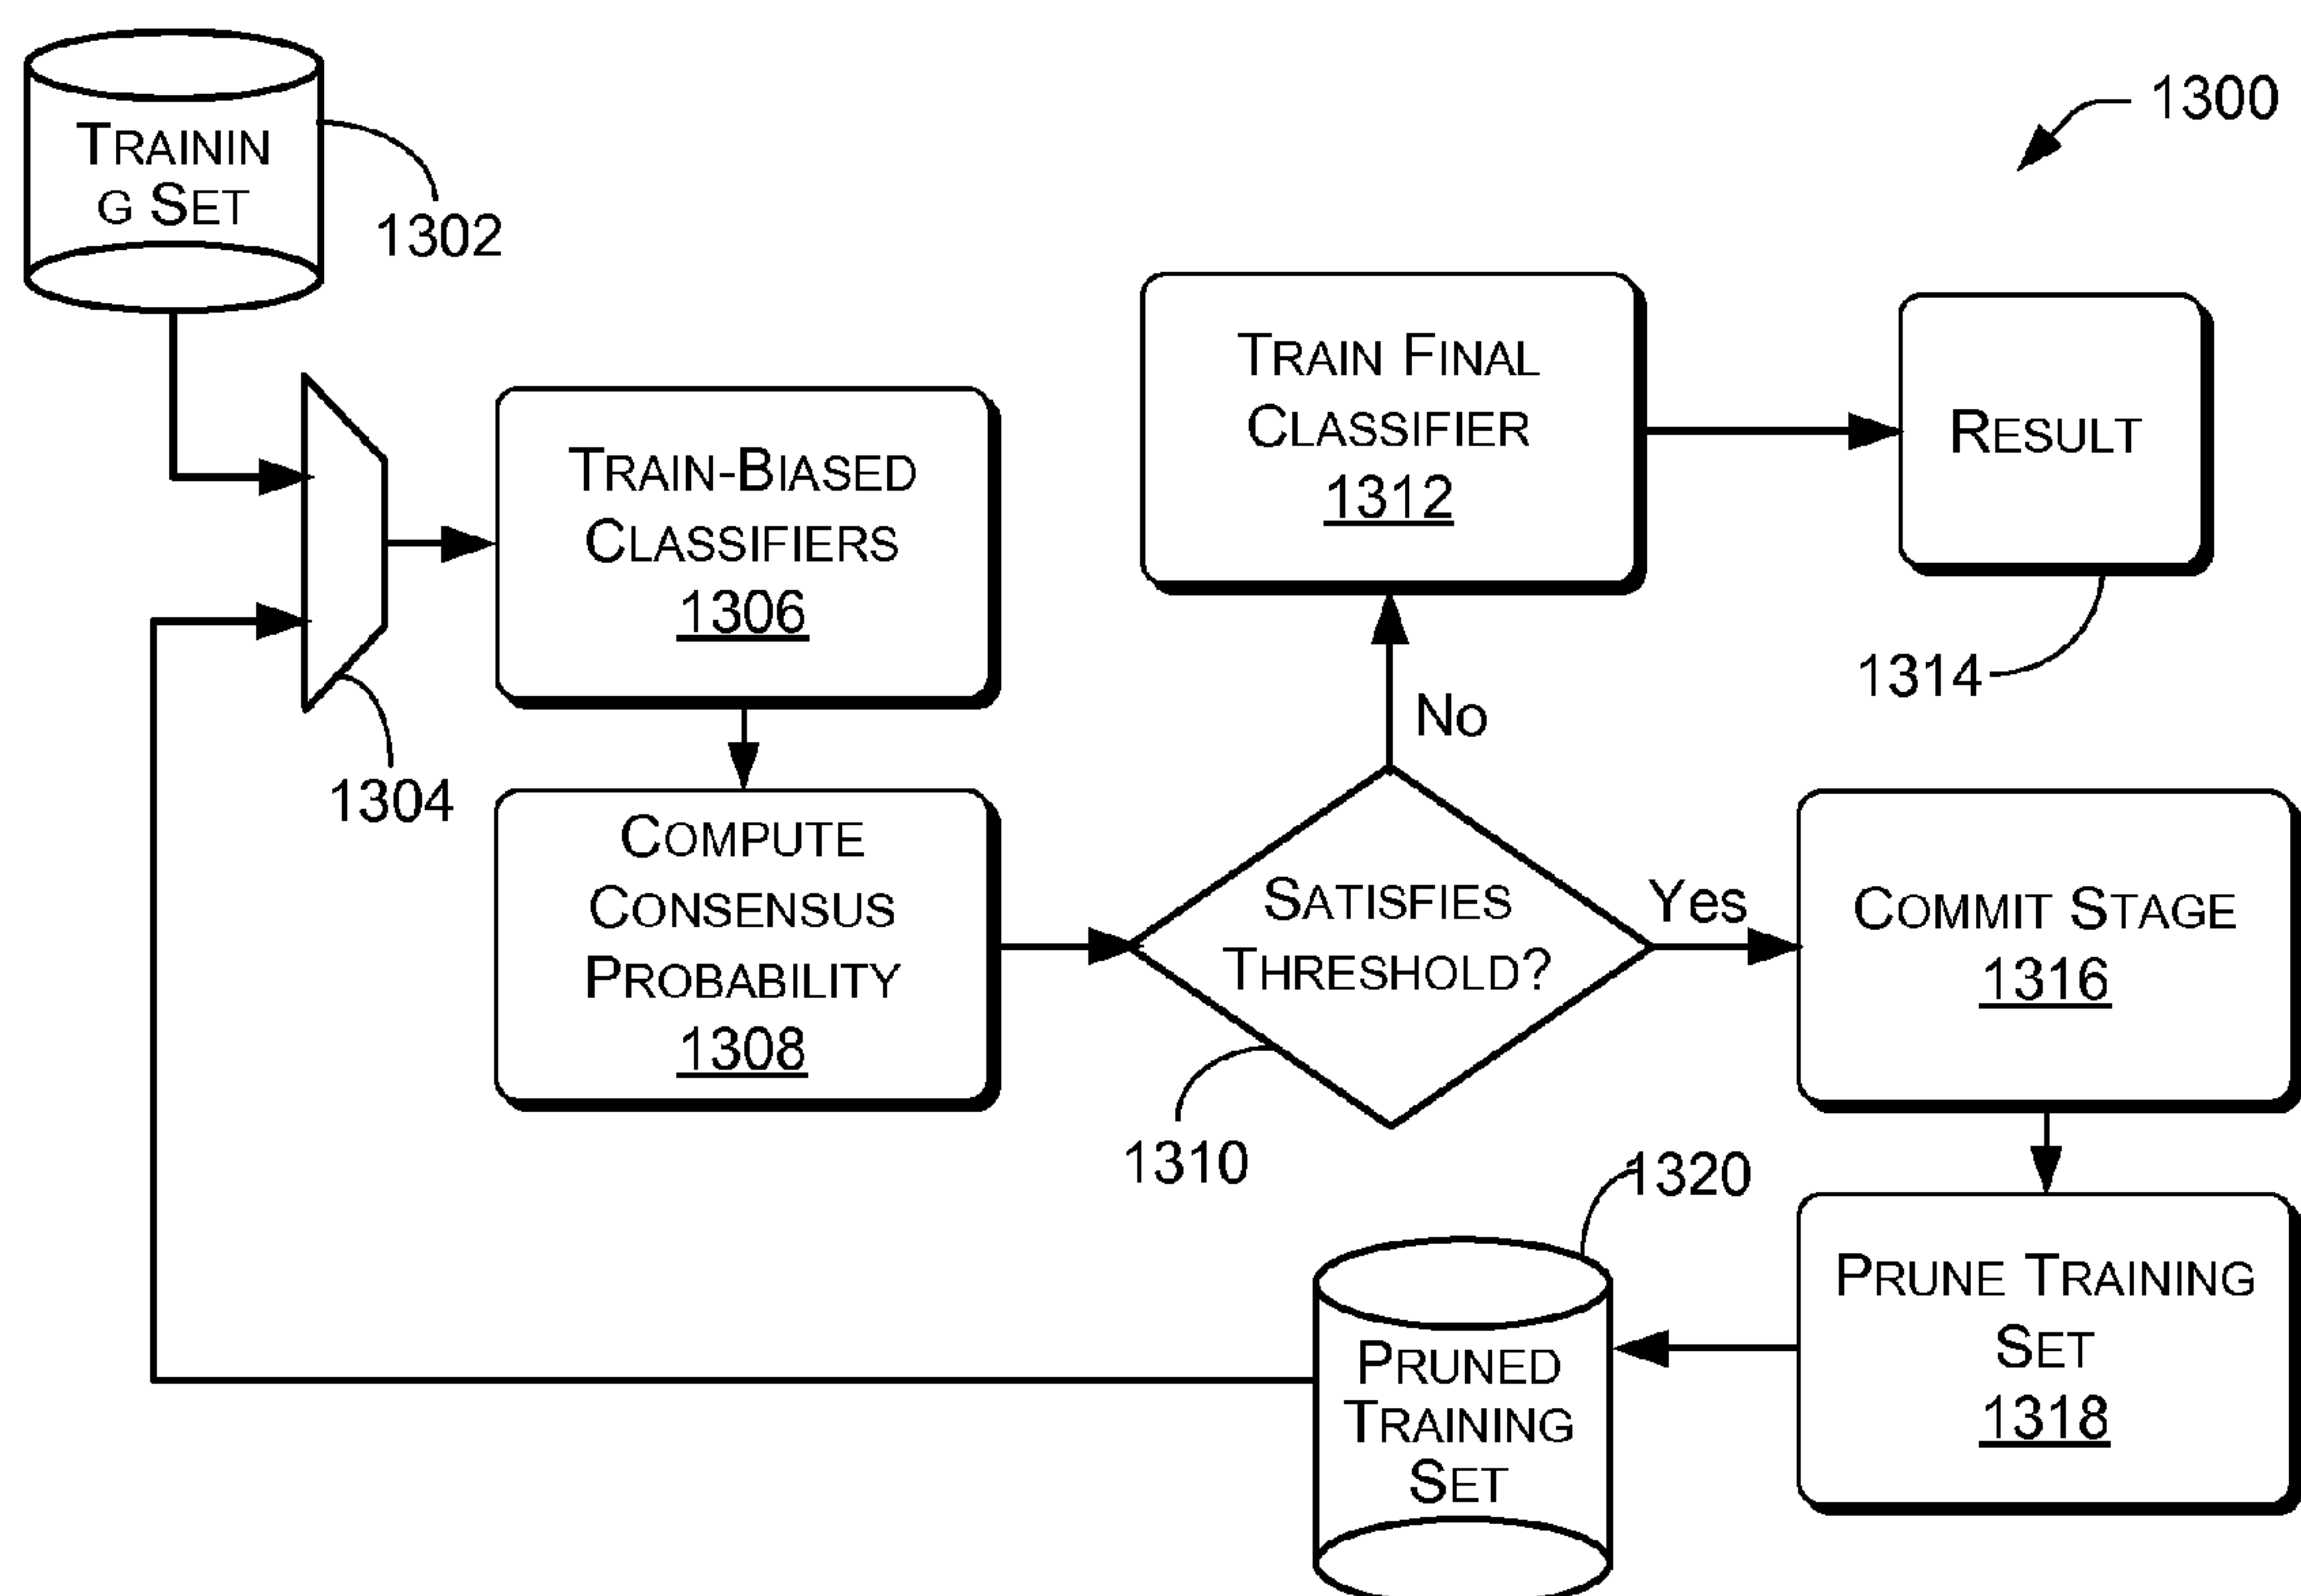 1300
TRAININ
G SET
1302
TRAIN FINAL
CLASSIFIER
1312
RESULT
1314
TRAIN-BIASED
CLASSIFIERS
1306
1304
No
COMPUTE
CONSENSUS
PROBABILITY
1308
SATISFIES
THRESHOLD?
1310
Yes
COMMIT STAGE
1316
1320
PRUNE TRAINING
SET
1318
PRUNED
TRAINING
SET